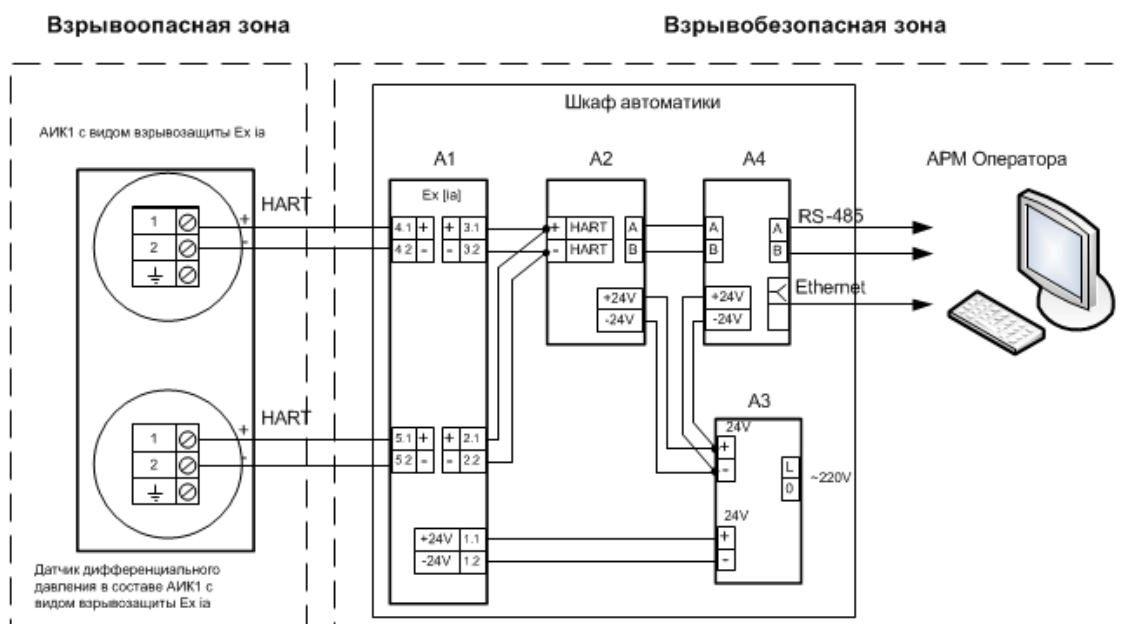 Взрывоопасная зона
Взрывобезопасная зона
Шкаф автоматики
АИК1 с видом взрывозащиты Ex ia
A1
A2
A4
АРМ Оператора
Ex [ia]
HART
+
-
1
2
4.1 + + 3.1
4.2 - - 3.2
+ HART A
- HART B
A A
B B
RS-485
+24V
-24V
+24V
-24V
Ethernet
A3
HART
+
-
1
2
5.1 + + 2.1
5.2 - - 2.2
24V
+
-
L
0
~220V
24V
+
-
+24V 1.1
-24V 1.2
Датчик дифференциального
давления в составе АИК1 с
видом взрывозащиты Ex ia